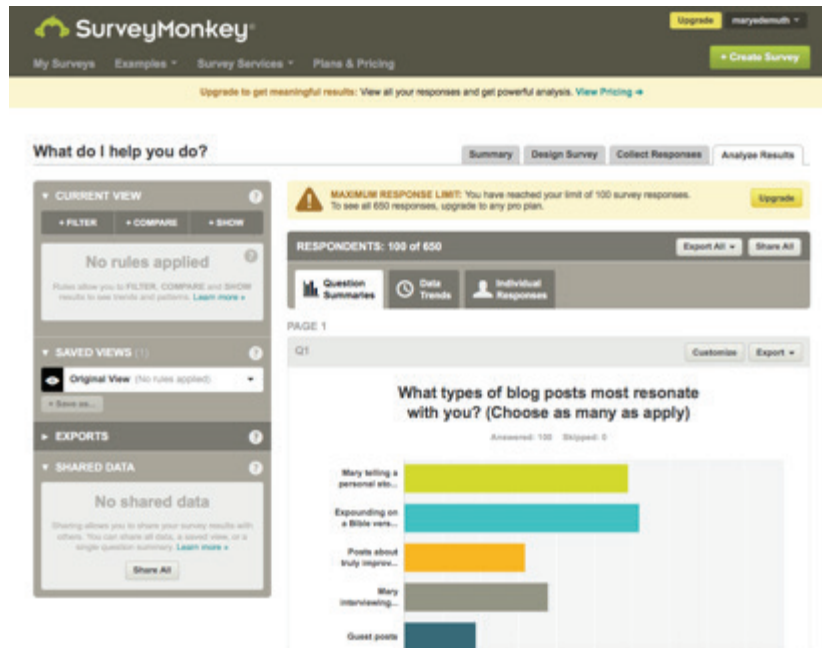 SurveyMonkey®
Upgrade
maryedemuth
My Surveys Examples Survey Services Plans & Pricing
+ Create Survey
Upgrade to get meaningful results: View all your responses and get powerful analysis. View Pricing →
What do I help you do?
Summary Design Survey Collect Responses Analyze Results
▼ CURRENT VIEW ?
+ FILTER + COMPARE + SHOW
No rules applied ?
Rules allow you to FILTER, COMPARE and SHOW
results to see trends and patterns. Learn more »
▼ SAVED VIEWS (1) ?
Original View (No rules applied)
+ Save as...
► EXPORTS ?
▼ SHARED DATA ?
No shared data
Sharing allows you to share your survey results with
others. You can share all data, a saved view, or a
single question summary. Learn more »
Share All
MAXIMUM RESPONSE LIMIT: You have reached your limit of 100 survey responses.
To see all 650 responses, upgrade to any pro plan.
Upgrade
RESPONDENTS: 100 of 650
Export All Share All
Question
Summaries
Data
Trends
Individual
Responses
PAGE 1
Q1
Customize Export
What types of blog posts most resonate
with you? (Choose as many as apply)
Answered: 100 Skipped: 0
Mary telling a
personal sto...
Expounding on
a Bible vers...
Posts about
truly improv...
Mary
interviewing...
Guest posts